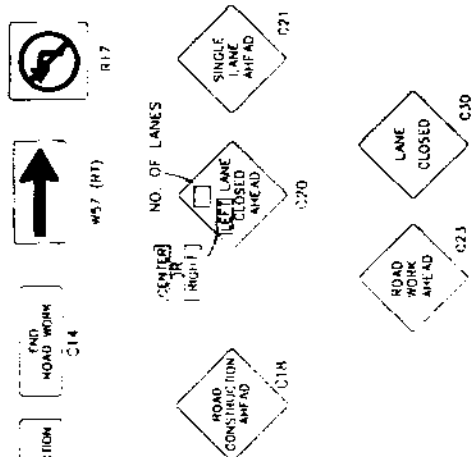 CTION
END
ROAD WORK
C14
W57 (RT)
R17
ROAD
CONSTRUCTION
AHEAD
C18
NO. OF LANES
CENTER
OR
RIGHT
LEFT LANE
CLOSED
AHEAD
C20
SINGLE
LANE
AHEAD
C21
ROAD
WORK
AHEAD
C23
LANE
CLOSED
C30